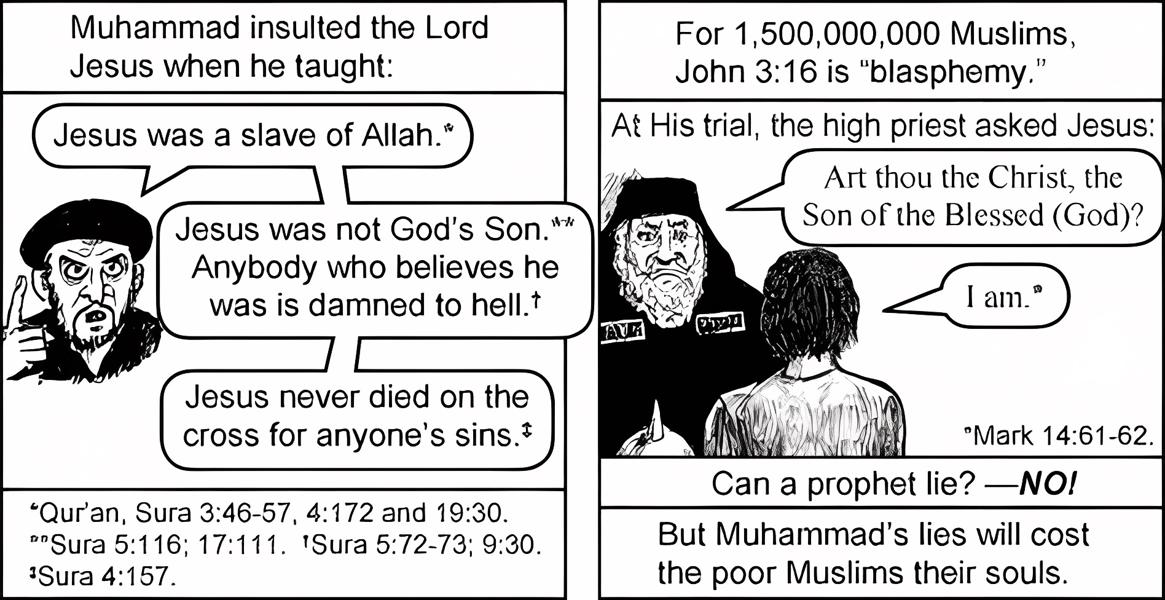 Muhammad insulted the Lord
Jesus when he taught:
Jesus was a slave of Allah.*
Jesus was not God's Son.**
Anybody who believes he
was is damned to hell.†
Jesus never died on the
cross for anyone's sins.‡
*Qur'an, Sura 3:46-57, 4:172 and 19:30.
**Sura 5:116; 17:111. †Sura 5:72-73; 9:30.
‡Sura 4:157.
For 1,500,000,000 Muslims,
John 3:16 is "blasphemy."
At His trial, the high priest asked Jesus:
Art thou the Christ, the
Son of the Blessed (God)?
I am.*
*Mark 14:61-62.
Can a prophet lie? —NO!
But Muhammad's lies will cost
the poor Muslims their souls.